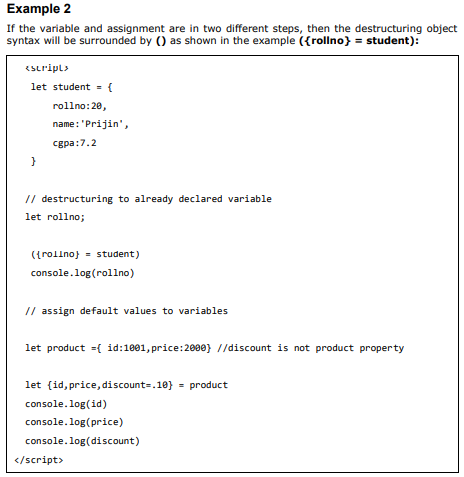 Example 2
If the variable and assignment are in two different steps, then the destructuring object
syntax will be surrounded by () as shown in the example ({rollno} = student):
<script>
let student = {
rollno:20,
name:'Prijin',
cgpa:7.2
}
// destructuring to already declared variable
let rollno;
({rollno} = student)
console.log(rollno)
// assign default values to variables
let product ={ id:1001,price:2000} //discount is not product property
let {id,price,discount=.10} = product
console.log(id)
console.log(price)
console.log(discount)
</script>